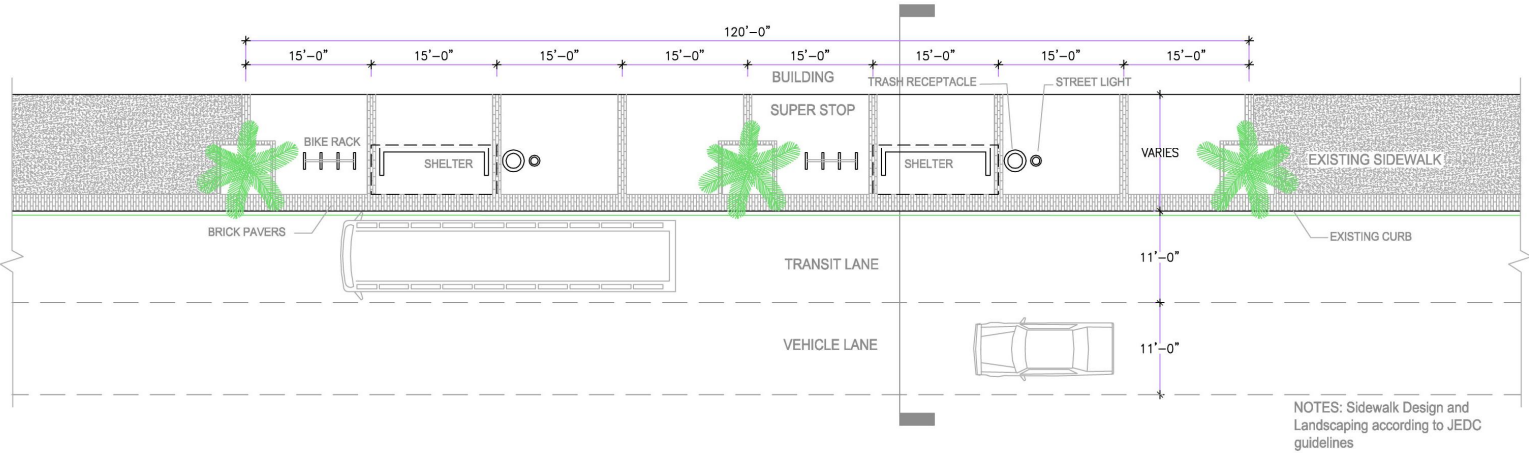 120'-0"
15'-0" 15'-0" 15'-0" 15'-0" 15'-0" 15'-0" 15'-0" 15'-0"
BUILDING
TRASH RECEPTACLE
STREET LIGHT
SUPER STOP
BIKE RACK
SHELTER
SHELTER
VARIES
EXISTING SIDEWALK
BRICK PAVERS
EXISTING CURB
TRANSIT LANE
11'-0"
VEHICLE LANE
11'-0"
NOTES: Sidewalk Design and
Landscaping according to JEDC
guidelines